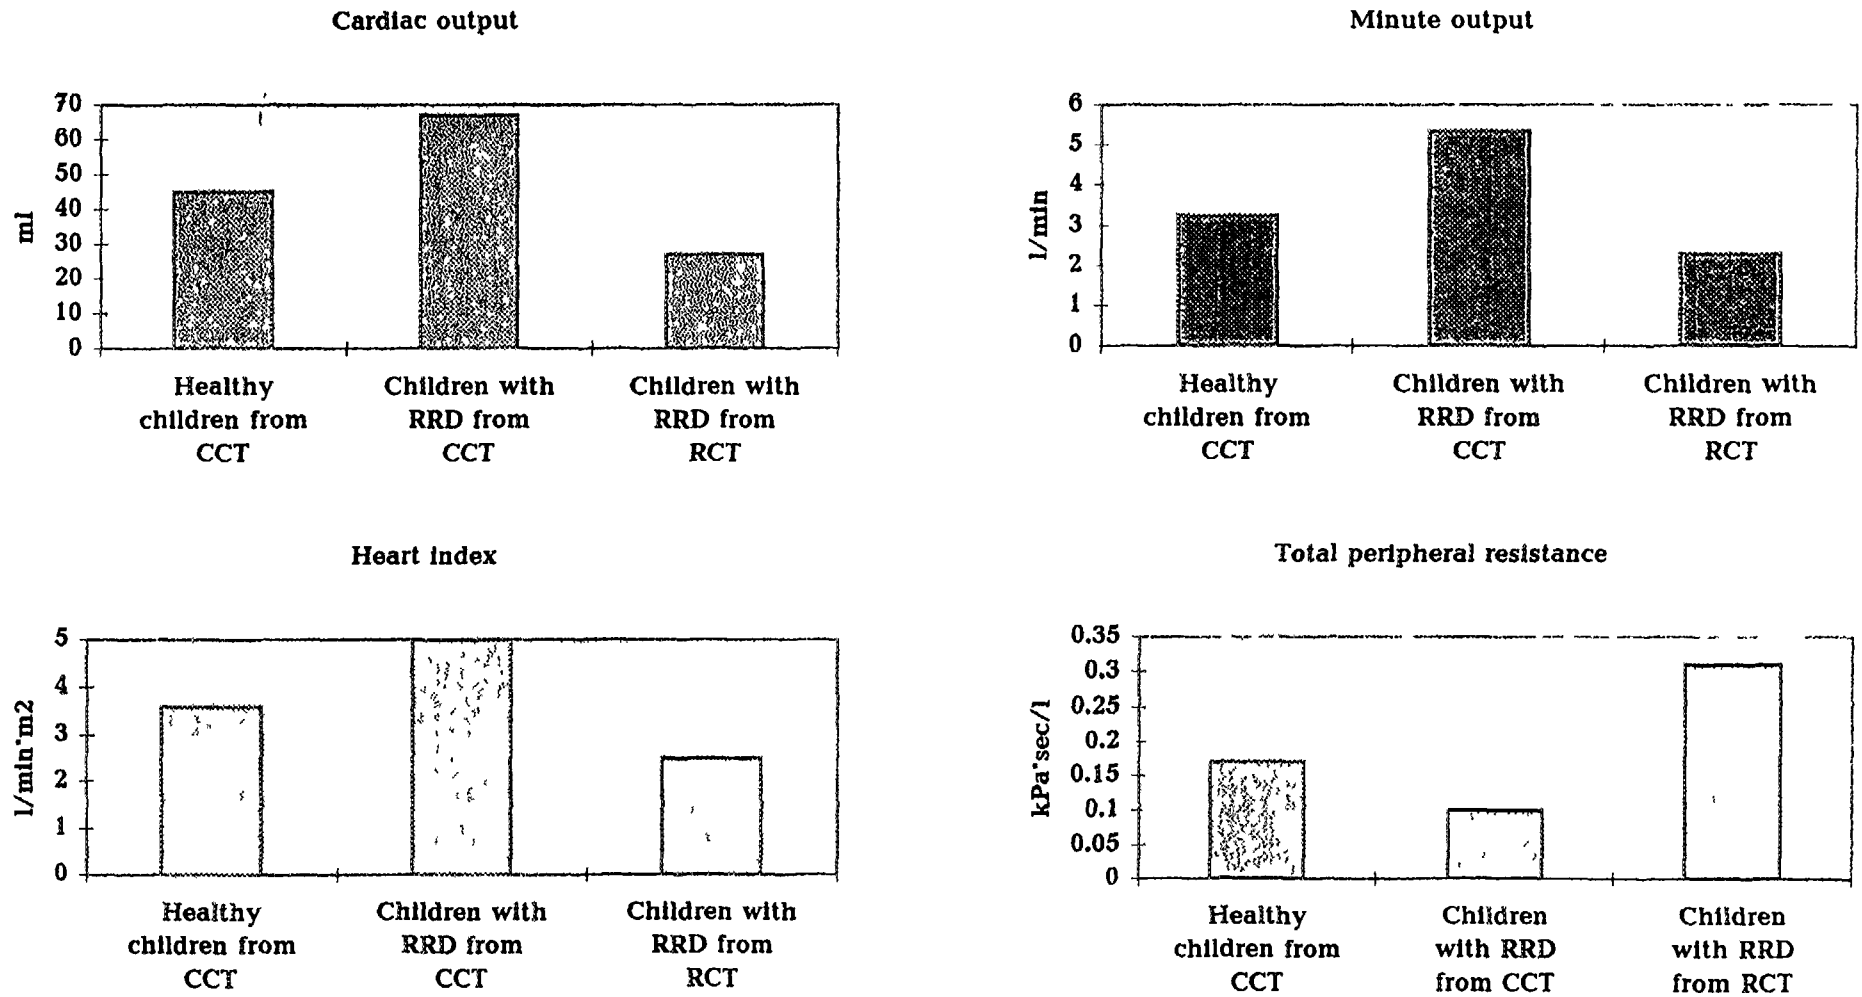 Cardiac output
70
60
50
40
30
20
10
0
ml
Healthy
children from
CCT
Children with
RRD from
CCT
Children with
RRD from
RCT
Minute output
6
5
4
3
2
1
0
l/min
Healthy
children from
CCT
Children with
RRD from
CCT
Children with
RRD from
RCT
Heart index
5
4
3
2
1
0
l/min*m2
Healthy
children from
CCT
Children with
RRD from
CCT
Children with
RRD from
RCT
Total peripheral resistance
0.35
0.3
0.25
0.2
0.15
0.1
0.05
0
kPa*sec/l
Healthy
children from
CCT
Children
with RRD
from CCT
Children
with RRD
from RCT